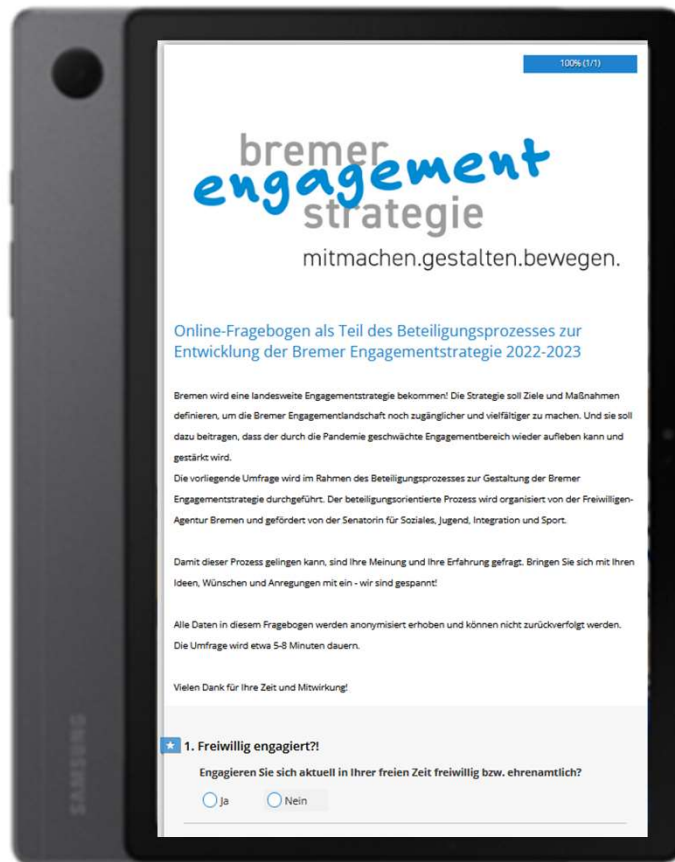 100% (1/1)
bremer
engagement
strategie
mitmachen.gestalten.bewegen.
Online-Fragebogen als Teil des Beteiligungsprozesses zur
Entwicklung der Bremer Engagementstrategie 2022-2023
Bremen wird eine landesweite Engagementstrategie bekommen! Die Strategie soll Ziele und Maßnahmen
definieren, um die Bremer Engagementlandschaft noch zugänglicher und vielfältiger zu machen. Und sie soll
dazu beitragen, dass der durch die Pandemie geschwächte Engagementbereich wieder aufleben kann und
gestärkt wird.
Die vorliegende Umfrage wird im Rahmen des Beteiligungsprozesses zur Gestaltung der Bremer
Engagementstrategie durchgeführt. Der beteiligungsorientierte Prozess wird organisiert von der Freiwilligen-
Agentur Bremen und gefördert von der Senatorin für Soziales, Jugend, Integration und Sport.
Damit dieser Prozess gelingen kann, sind Ihre Meinung und Ihre Erfahrung gefragt. Bringen Sie sich mit Ihren
Ideen, Wünschen und Anregungen mit ein - wir sind gespannt!
Alle Daten in diesem Fragebogen werden anonymisiert erhoben und können nicht zurückverfolgt werden.
Die Umfrage wird etwa 5-8 Minuten dauern.
Vielen Dank für Ihre Zeit und Mitwirkung!
1. Freiwillig engagiert?!
Engagieren Sie sich aktuell in Ihrer freien Zeit freiwillig bzw. ehrenamtlich?
Ja Nein
SAMSUNG